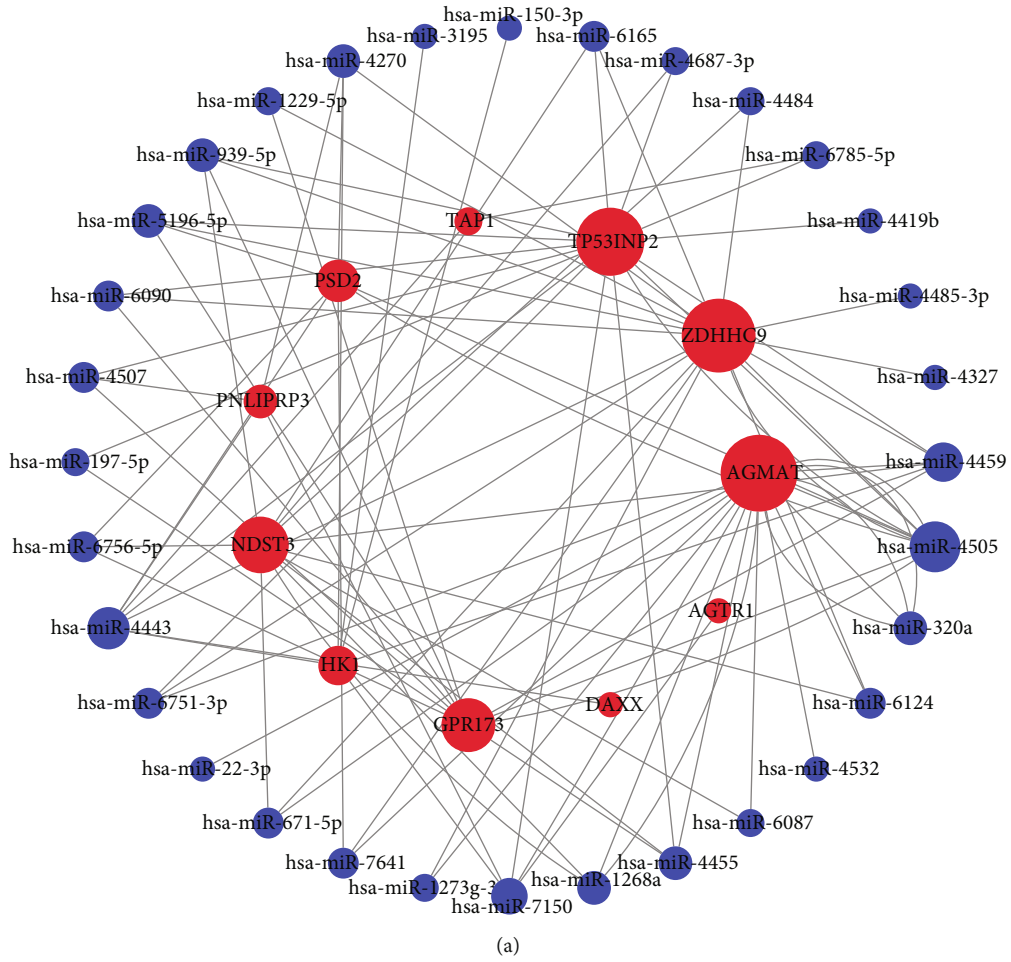 hsa-miR-150-3p
hsa-miR-3195
hsa-miR-6165
hsa-miR-4270
hsa-miR-4687-3p
hsa-miR-1229-5p
hsa-miR-4484
hsa-miR-939-5p
hsa-miR-6785-5p
hsa-miR-5196-5p
TAP1
hsa-miR-4419b
TP53INP2
PSD2
hsa-miR-6090
hsa-miR-4485-3p
ZDHHC9
hsa-miR-4507
hsa-miR-4327
PNLIPRP3
hsa-miR-197-5p
hsa-miR-4459
AGMAT
hsa-miR-6756-5p
NDST3
hsa-miR-4505
AGTR1
hsa-miR-4443
hsa-miR-320a
HK1
hsa-miR-6751-3p
DAXX
hsa-miR-6124
GPR173
hsa-miR-22-3p
hsa-miR-4532
hsa-miR-671-5p
hsa-miR-6087
hsa-miR-7641
hsa-miR-4455
hsa-miR-1273g-3
hsa-miR-1268a
hsa-miR-7150
(a)